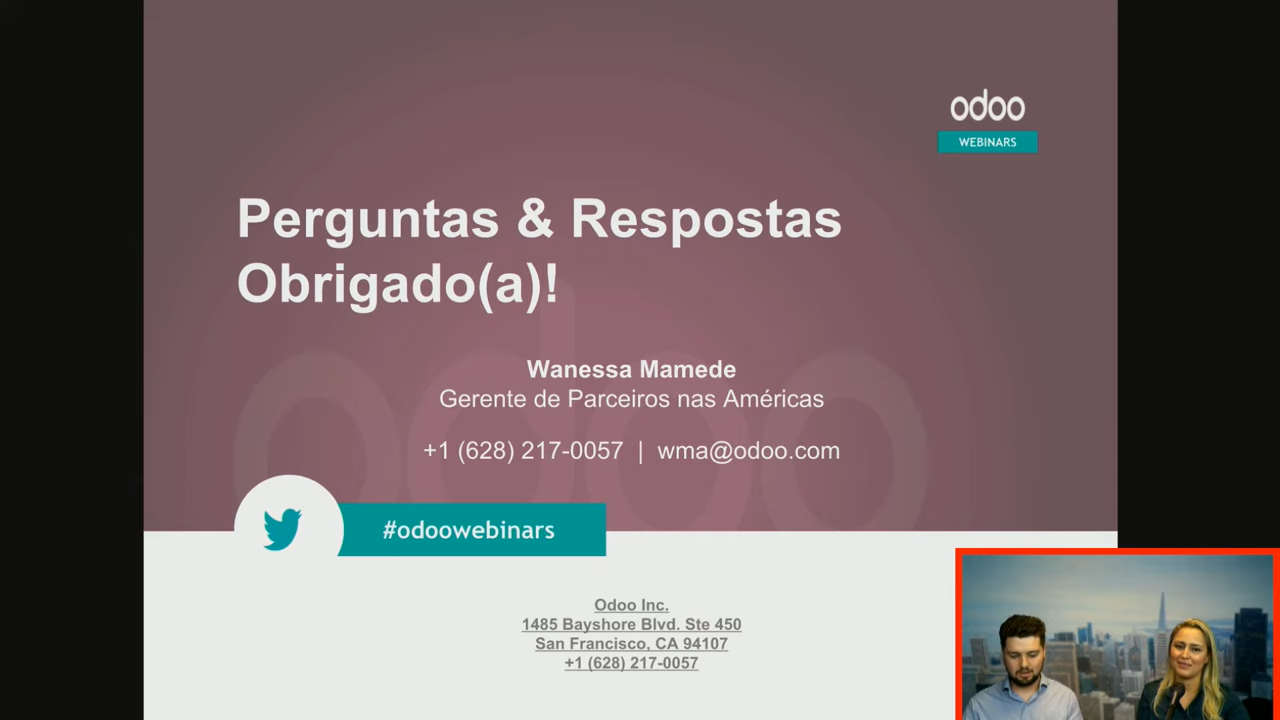 odoo
WEBINARS
Perguntas & Respostas
Obrigado(a)!
Wanessa Mamede
Gerente de Parceiros nas Américas
+1 (628) 217-0057 | wma@odoo.com
#odoowebinars
Odoo Inc.
1485 Bayshore Blvd. Ste 450
San Francisco, CA 94107
+1 (628) 217-0057